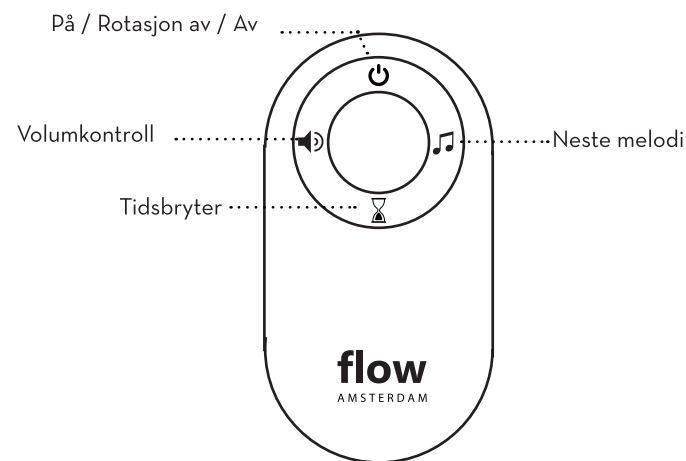 På / Rotasjon av / Av
Volumkontroll
Neste melodi
Tidsbryter
flow
AMSTERDAM